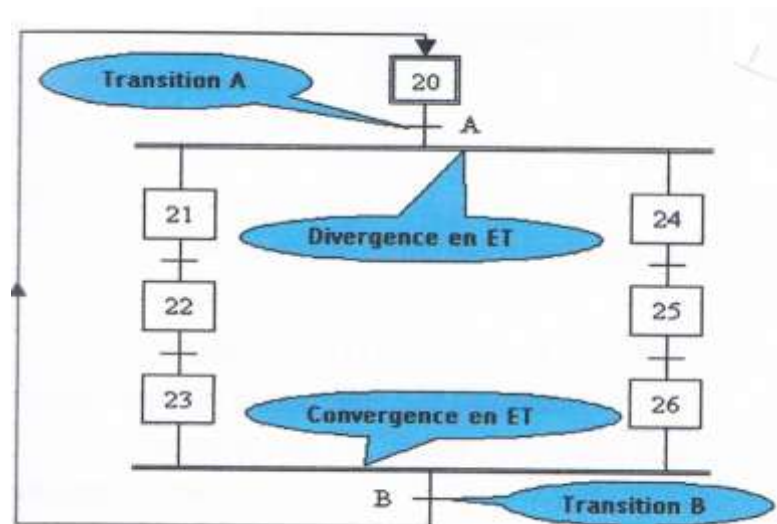 20
Transition A
A
21
24
Divergence en ET
22
25
23
26
Convergence en ET
B
Transition B